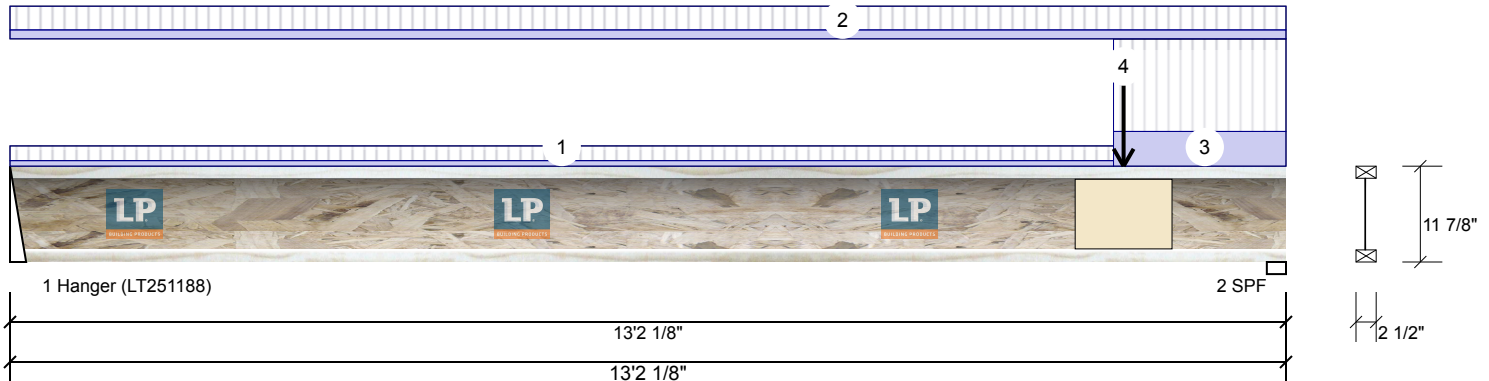 2
4
1
3
LP
BUILDING PRODUCTS
LP
BUILDING PRODUCTS
LP
BUILDING PRODUCTS
11 7/8"
1 Hanger (LT251188)
2 SPF
13'2 1/8"
2 1/2"
13'2 1/8"